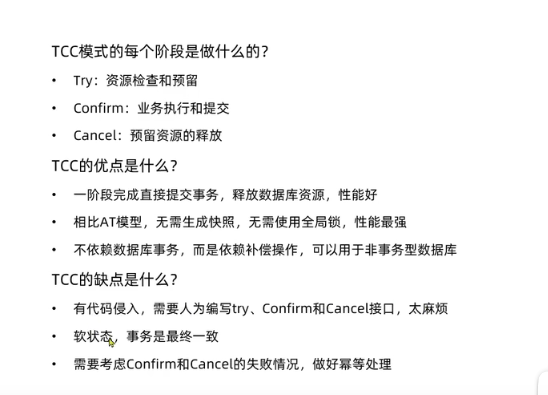 TCC模式的每个阶段是做什么的？
• Try：资源检查和预留
• Confirm：业务执行和提交
• Cancel：预留资源的释放
TCC的优点是什么？
• 一阶段完成直接提交事务，释放数据库资源，性能好
• 相比AT模型，无需生成快照，无需使用全局锁，性能最强
• 不依赖数据库事务，而是依赖补偿操作，可以用于非事务型数据库
TCC的缺点是什么？
• 有代码侵入，需要人为编写try、Confirm和Cancel接口，太麻烦
• 软状态，事务是最终一致
• 需要考虑Confirm和Cancel的失败情况，做好幂等处理